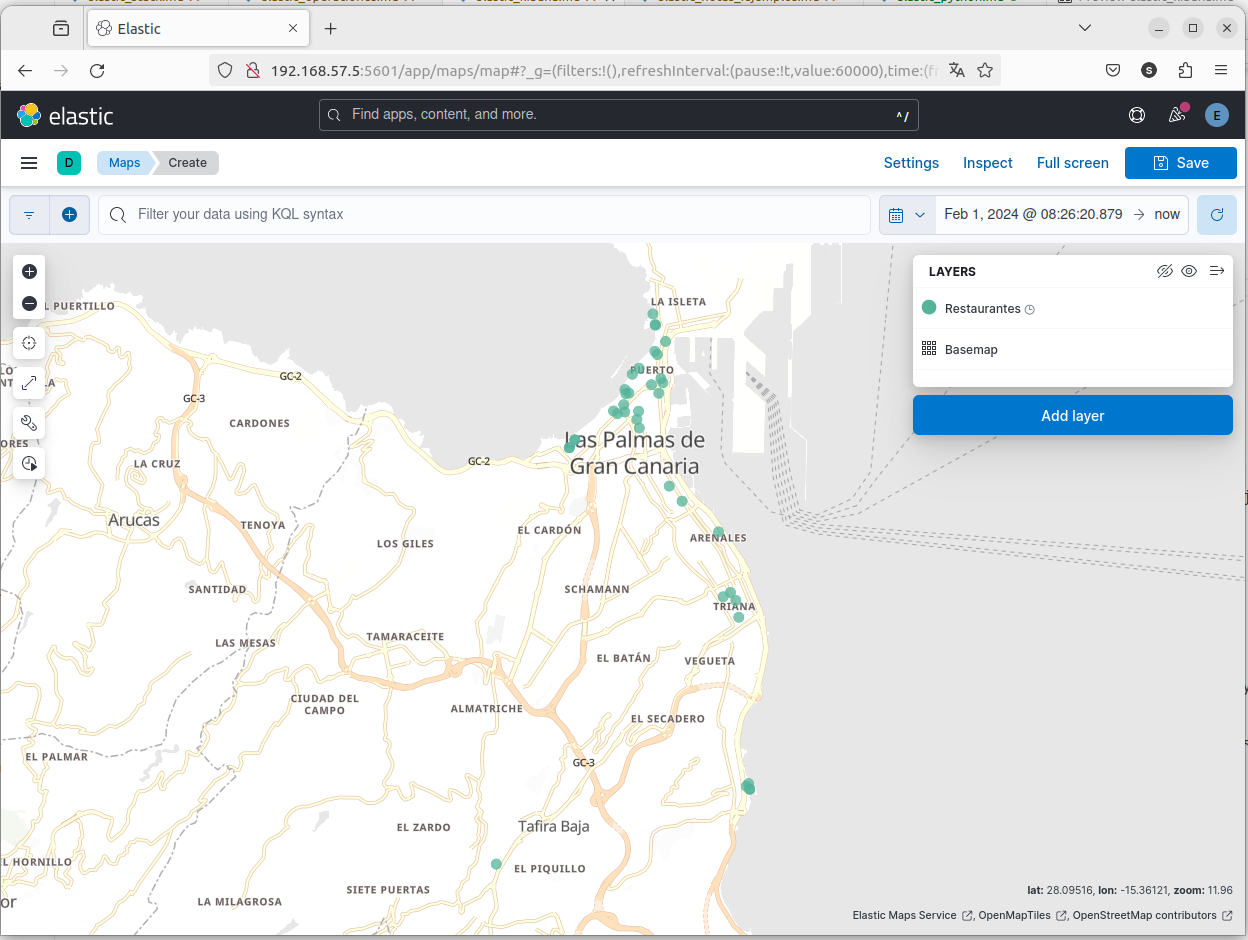 Elastic
192.168.57.5:5601/app/maps/map#?_g=(filters:!(),refreshInterval:(pause:!t,value:60000),time:(f
S
elastic
Find apps, content, and more.
^ /
E
D
Maps
Create
Settings
Inspect
Full screen
Save
Filter your data using KQL syntax
Feb 1, 2024 @ 08:26:20.879 → now
LAYERS
Restaurantes
Basemap
Add layer
L PUERTILLO
LA ISLETA
PUERTO
GC-2
GC-3
CARDONES
ORES
LA CRUZ
GC-2
Las Palmas de
Gran Canaria
Arucas
TENOYA
LOS GILES
EL CARDÓN
ARENALES
SANTIDAD
SCHAMANN
TRIANA
LAS MESAS
TAMARACEITE
EL BATÁN
VEGUETA
CIUDAD DEL
CAMPO
ALMATRICHE
EL SECADERO
EL PALMAR
GC-3
EL ZARDO
Tafira Baja
L HORNILLO
EL PIQUILLO
SIETE PUERTAS
LA MILAGROSA
or
lat: 28.09516, lon: -15.36121, zoom: 11.96
Elastic Maps Service , OpenMapTiles , OpenStreetMap contributors